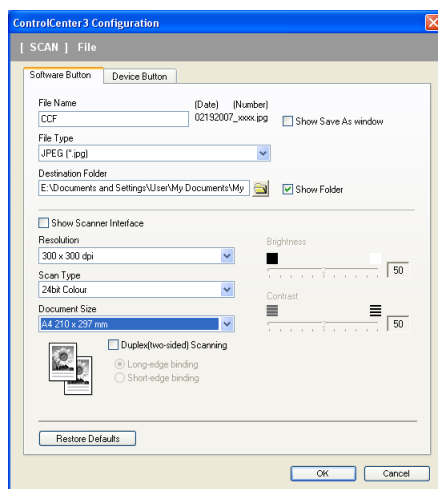 ControlCenter3 Configuration
[ SCAN ] File
Software Button Device Button
File Name (Date) (Number)
CCF 02192007_xxxx.jpg Show Save As window
File Type
JPEG (*.jpg)
Destination Folder
E:\Documents and Settings\User\My Documents\My Show Folder
Show Scanner Interface
Resolution Brightness
300 x 300 dpi 50
Scan Type
24bit Colour Contrast
Document Size
A4 210 x 297 mm 50
Duplex(two-sided) Scanning
Long-edge binding
Short-edge binding
Restore Defaults
OK Cancel